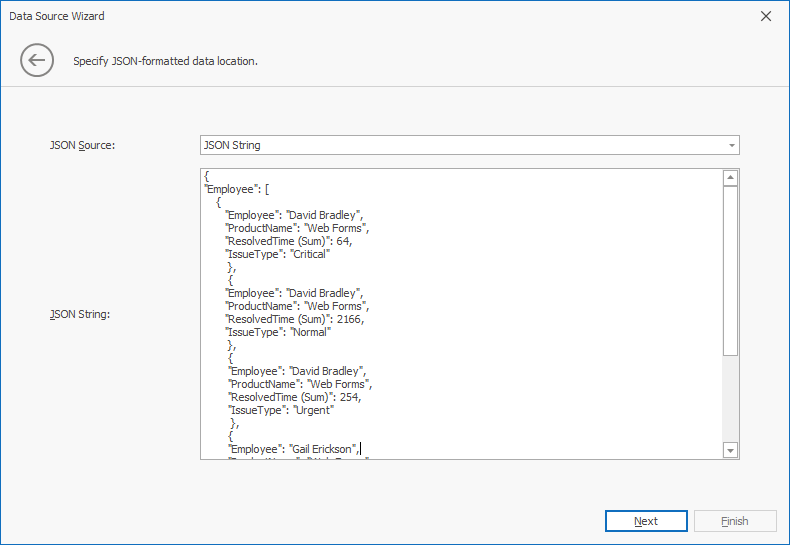 Data Source Wizard
Specify JSON-formatted data location.
JSON Source:
JSON String
JSON String:
{
"Employee": [
{
"Employee": "David Bradley",
"ProductName": "Web Forms",
"ResolvedTime (Sum)": 64,
"IssueType": "Critical"
},
{
"Employee": "David Bradley",
"ProductName": "Web Forms",
"ResolvedTime (Sum)": 2166,
"IssueType": "Normal"
},
{
"Employee": "David Bradley",
"ProductName": "Web Forms",
"ResolvedTime (Sum)": 254,
"IssueType": "Urgent"
},
{
"Employee": "Gail Erickson",
Next
Finish